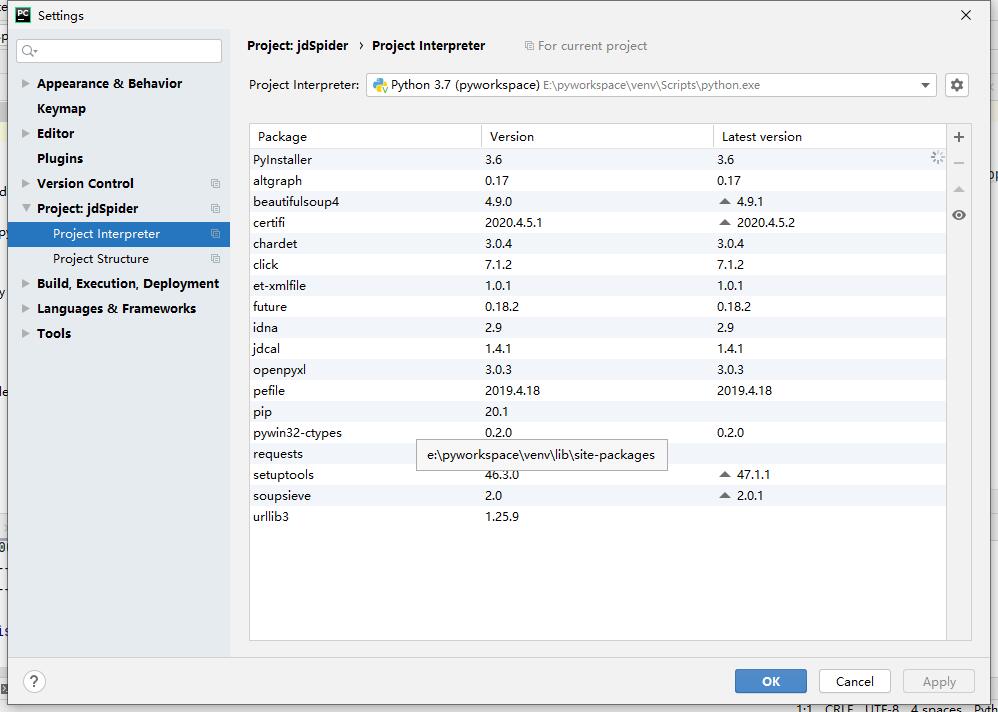 PC Settings
Project: jdSpider › Project Interpreter For current project
Project Interpreter: Python 3.7 (pyworkspace) E:\pyworkspace\venv\Scripts\python.exe
Appearance & Behavior
Keymap
Editor
Plugins
Version Control
Project: jdSpider
Project Interpreter
Project Structure
Build, Execution, Deployment
Languages & Frameworks
Tools
Package Version Latest version
PyInstaller 3.6 3.6
altgraph 0.17 0.17
beautifulsoup4 4.9.0 4.9.1
certifi 2020.4.5.1 2020.4.5.2
chardet 3.0.4 3.0.4
click 7.1.2 7.1.2
et-xmlfile 1.0.1 1.0.1
future 0.18.2 0.18.2
idna 2.9 2.9
jdcal 1.4.1 1.4.1
openpyxl 3.0.3 3.0.3
pefile 2019.4.18 2019.4.18
pip 20.1
pywin32-ctypes 0.2.0 0.2.0
requests
e:\pyworkspace\venv\lib\site-packages
setuptools 46.3.0 47.1.1
soupsieve 2.0 2.0.1
urllib3 1.25.9
? OK Cancel Apply
1:1 CRLF UTF-8 4 spaces